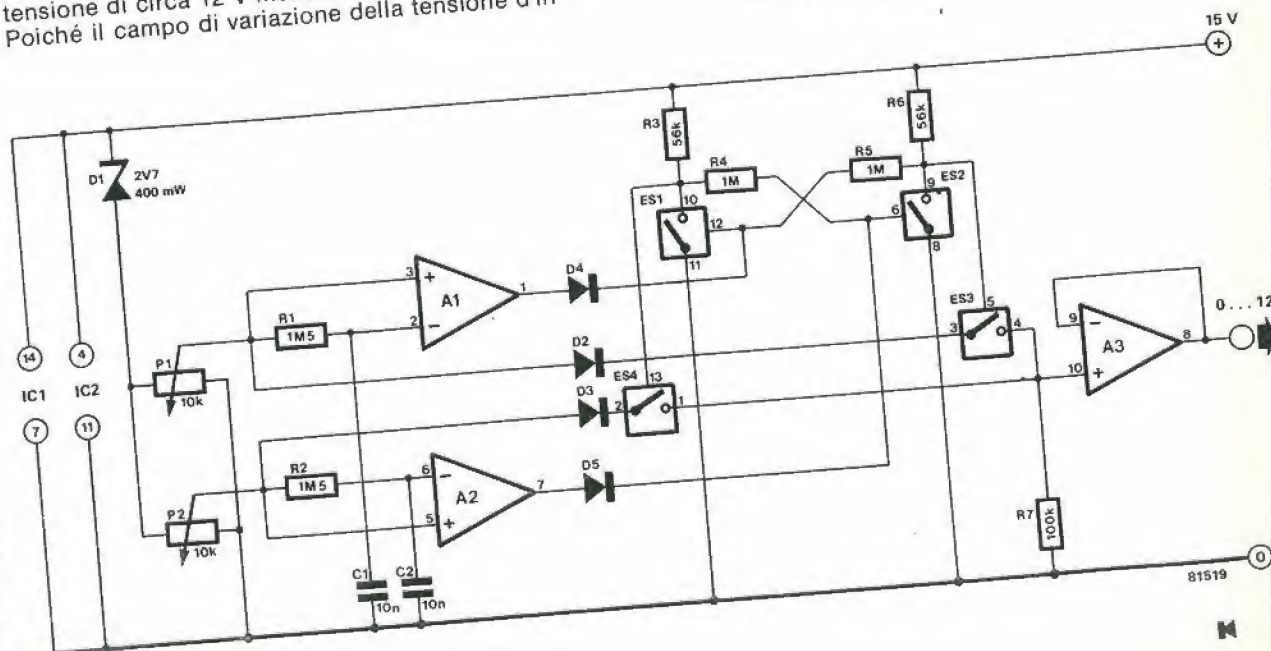 tensione di circa 12 V
Poiché il campo di variazione della tensione d'in
15 V
+
R3
56k
R6
56k
D1
2V7
400 mW
R4
1M
R5
1M
ES1
10
12
11
ES2
9
6
8
3
+
A1
1
2
−
D4
R1
1M5
ES3
5
3
4
9
−
A3
8
10
+
0...12
14
4
IC1
IC2
7
11
P1
10k
D2
D3
ES4
13
2
1
R2
1M5
6
−
A2
7
5
+
D5
P2
10k
R7
100k
C1
10n
C2
10n
0
81519